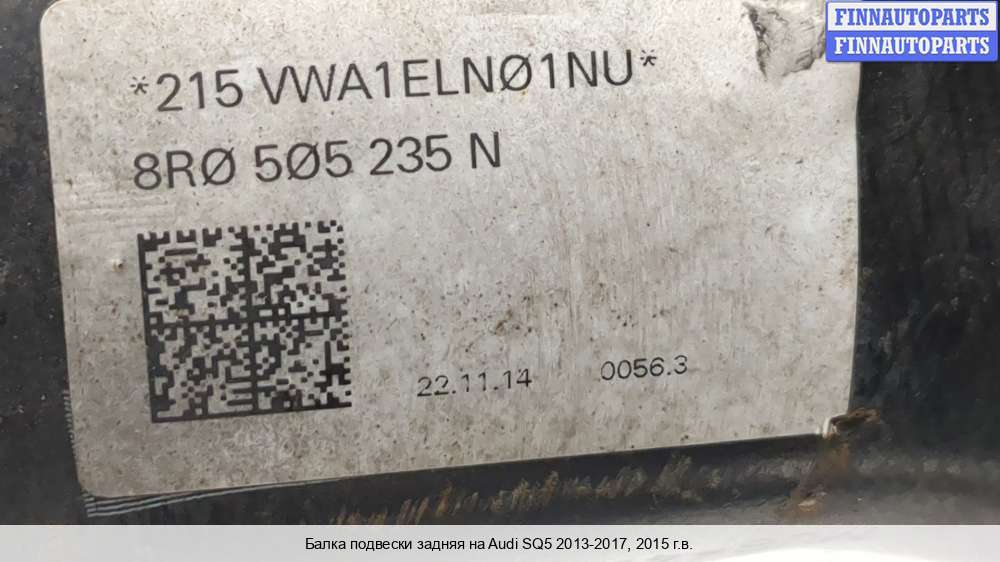 FINNAUTOPARTS
FINNAUTOPARTS
*215 VWA1ELNØ1NU*
8RØ 5Ø5 235 N
22.11.14 0056.3
Балка подвески задняя на Audi SQ5 2013-2017, 2015 г.в.